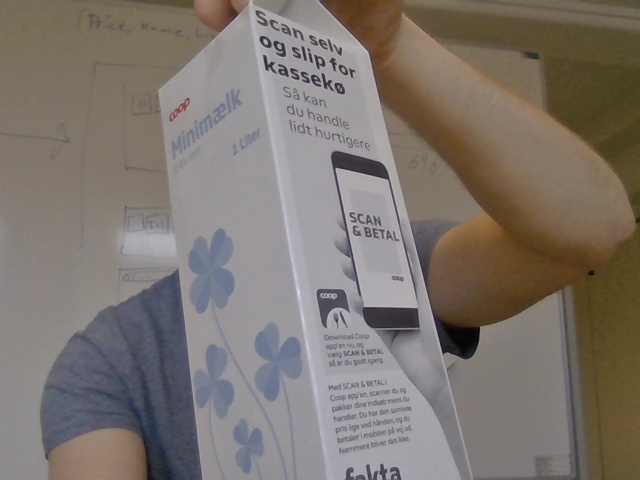 Scan selv
og slip for
kassekø
Så kan
du handle
lidt hurtigere
coop
Minimælk
1 Liter
SCAN
& BETAL
coop
coop
Download Coop
app'en nu, og
vælg SCAN & BETAL
så er du godt igang.
Med SCAN & BETAL i
Coop app'en, scanner du og
pakker dine indkøb mens du
handler. Du har den samlede
pris lige ved hånden, og du
betaler i mobilen på vej ud.
Nemmere bliver det ikke.
fakta
690